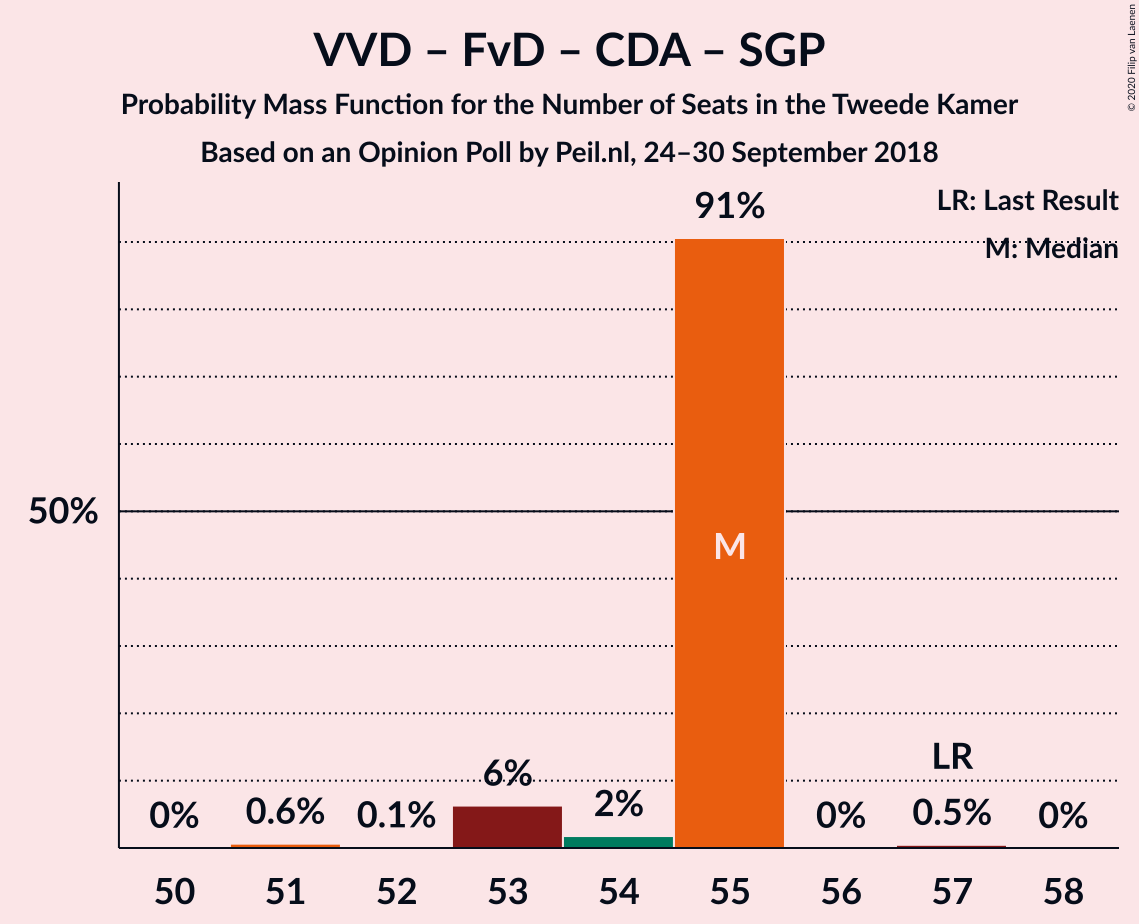 VVD – FvD – CDA – SGP
Probability Mass Function for the Number of Seats in the Tweede Kamer
Based on an Opinion Poll by Peil.nl, 24–30 September 2018
© 2020 Filip van Laenen
LR: Last Result
M: Median
91%
50%
M
LR
6%
0% 0.6% 0.1% 2% 0% 0.5% 0%
50 51 52 53 54 55 56 57 58